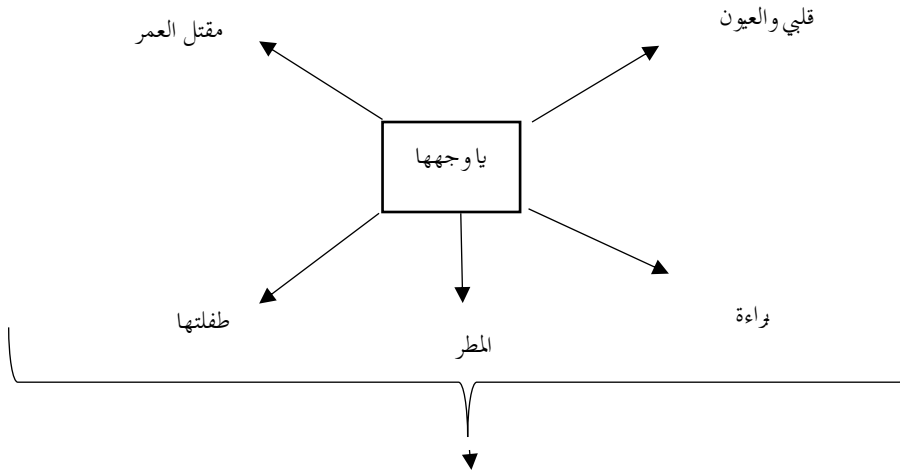 قلبي والعيون
مقتل العمر
يا وجهها
براءة
طفلتها
المطر